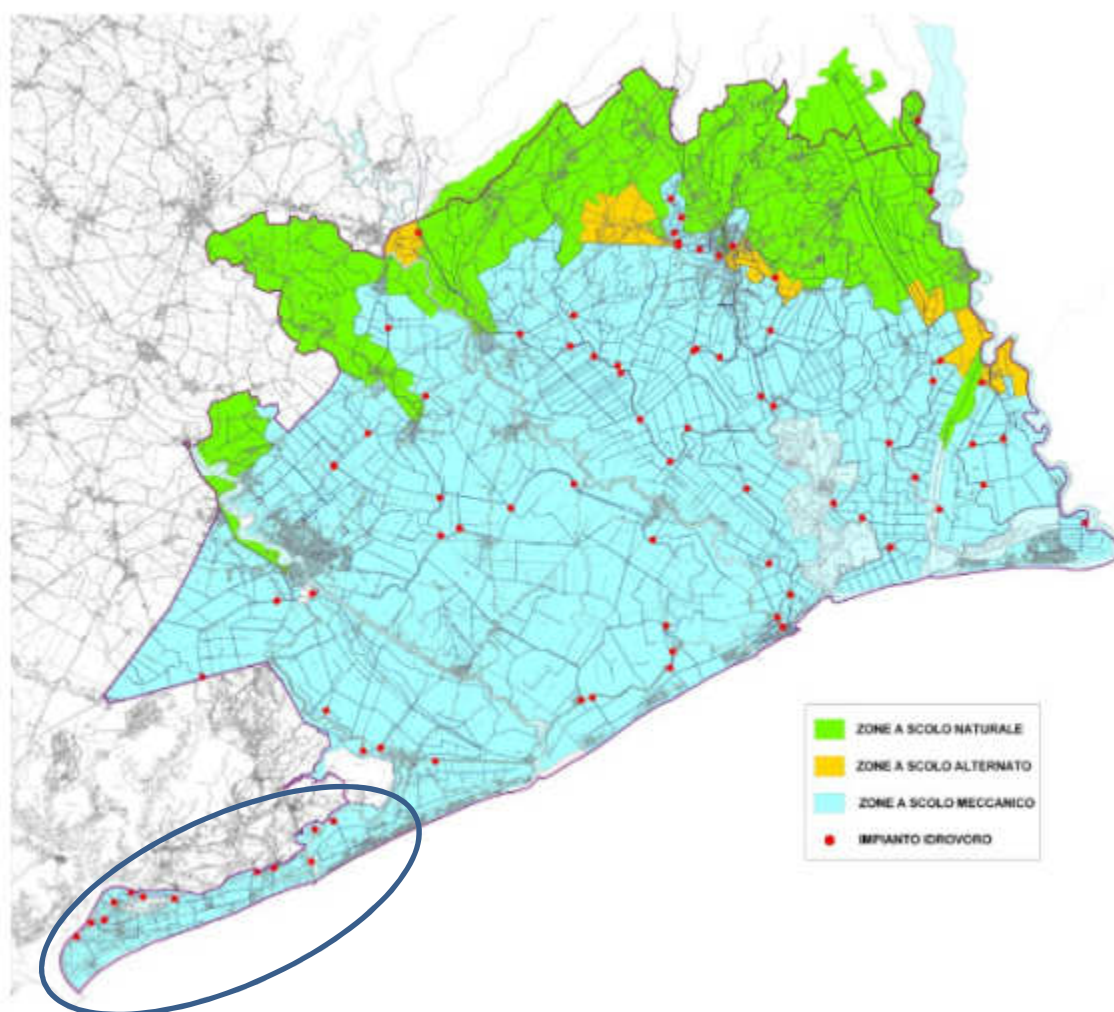 ZONE A SCOLO NATURALE
ZONE A SCOLO ALTERNATO
ZONE A SCOLO MECCANICO
IMPIANTO IDROVORO